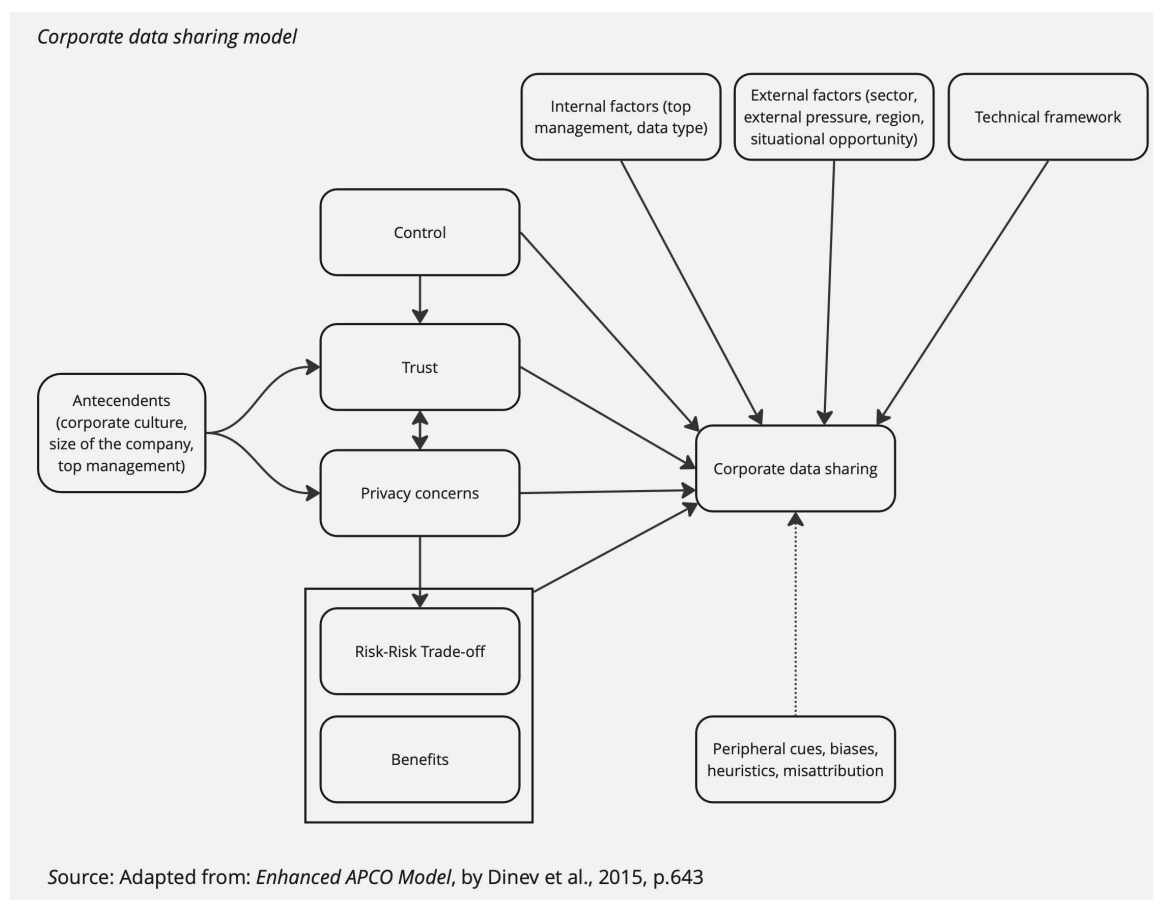 Corporate data sharing model
Internal factors (top
management, data type)
External factors (sector,
external pressure, region,
situational opportunity)
Technical framework
Control
Trust
Antecendents
(corporate culture,
size of the company,
top management)
Privacy concerns
Corporate data sharing
Risk-Risk Trade-off
Benefits
Peripheral cues, biases,
heuristics, misattribution
Source: Adapted from: Enhanced APCO Model, by Dinev et al., 2015, p.643